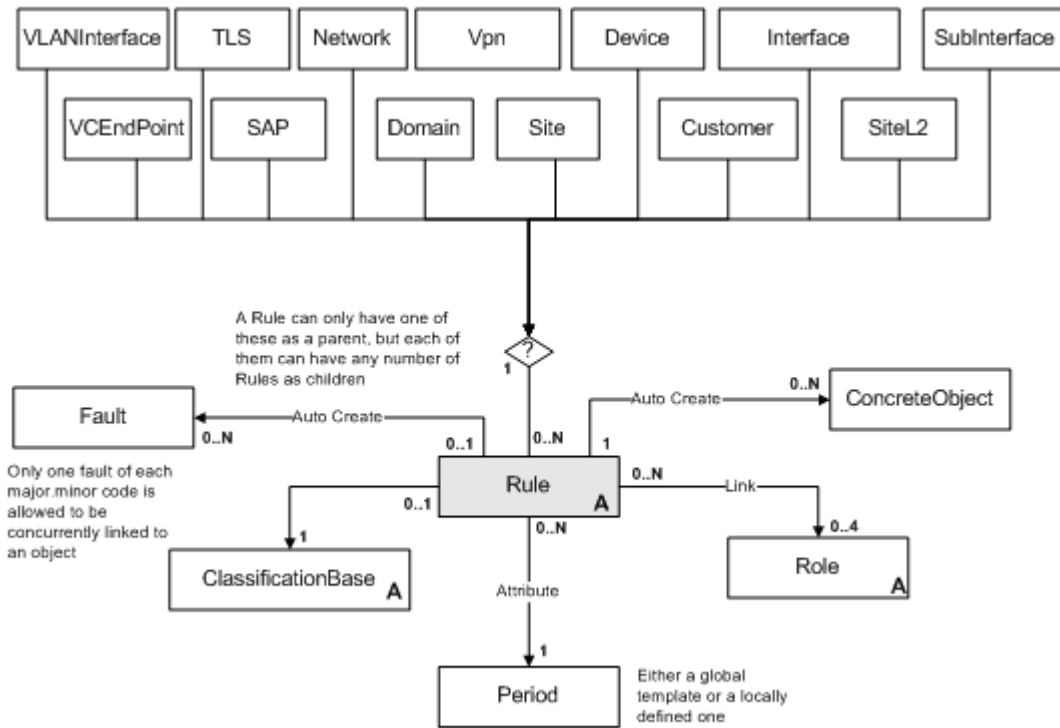 VLANInterface
TLS
Network
Vpn
Device
Interface
SubInterface
VCEndPoint
SAP
Domain
Site
Customer
SiteL2
A Rule can only have one of
these as a parent, but each of
them can have any number of
Rules as children
?
1
Fault
Auto Create
0..N
0..1
0..N
1
Auto Create
0..N
ConcreteObject
Only one fault of each
major.minor code is
allowed to be
concurrently linked to
an object
Rule
A
0..1
0..N
0..N
Link
0..4
1
ClassificationBase
A
Attribute
Role
A
1
Period
Either a global
template or a locally
defined one